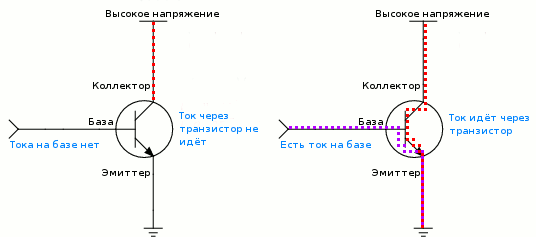 Высокое напряжение
Коллектор
База
Ток через
транзистор не
идёт
Тока на базе нет
Эмиттер
Высокое напряжение
Коллектор
База
Ток идёт через
транзистор
Есть ток на базе
Эмиттер